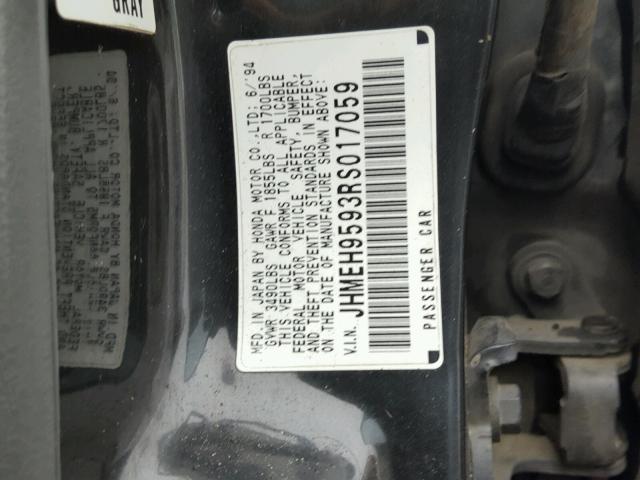 GRAY
MFD. IN JAPAN BY HONDA MOTOR CO., LTD; 6/'94
GVWR 3490LBS GAWR F 1855LBS R 1700LBS
THIS VEHICLE CONFORMS TO ALL APPLICABLE
FEDERAL MOTOR VEHICLE SAFETY, BUMPER,
AND THEFT PREVENTION STANDARDS IN EFFECT
ON THE DATE OF MANUFACTURE SHOWN ABOVE:
V.I.N. JHMEH9593RS017059
PASSENGER CAR